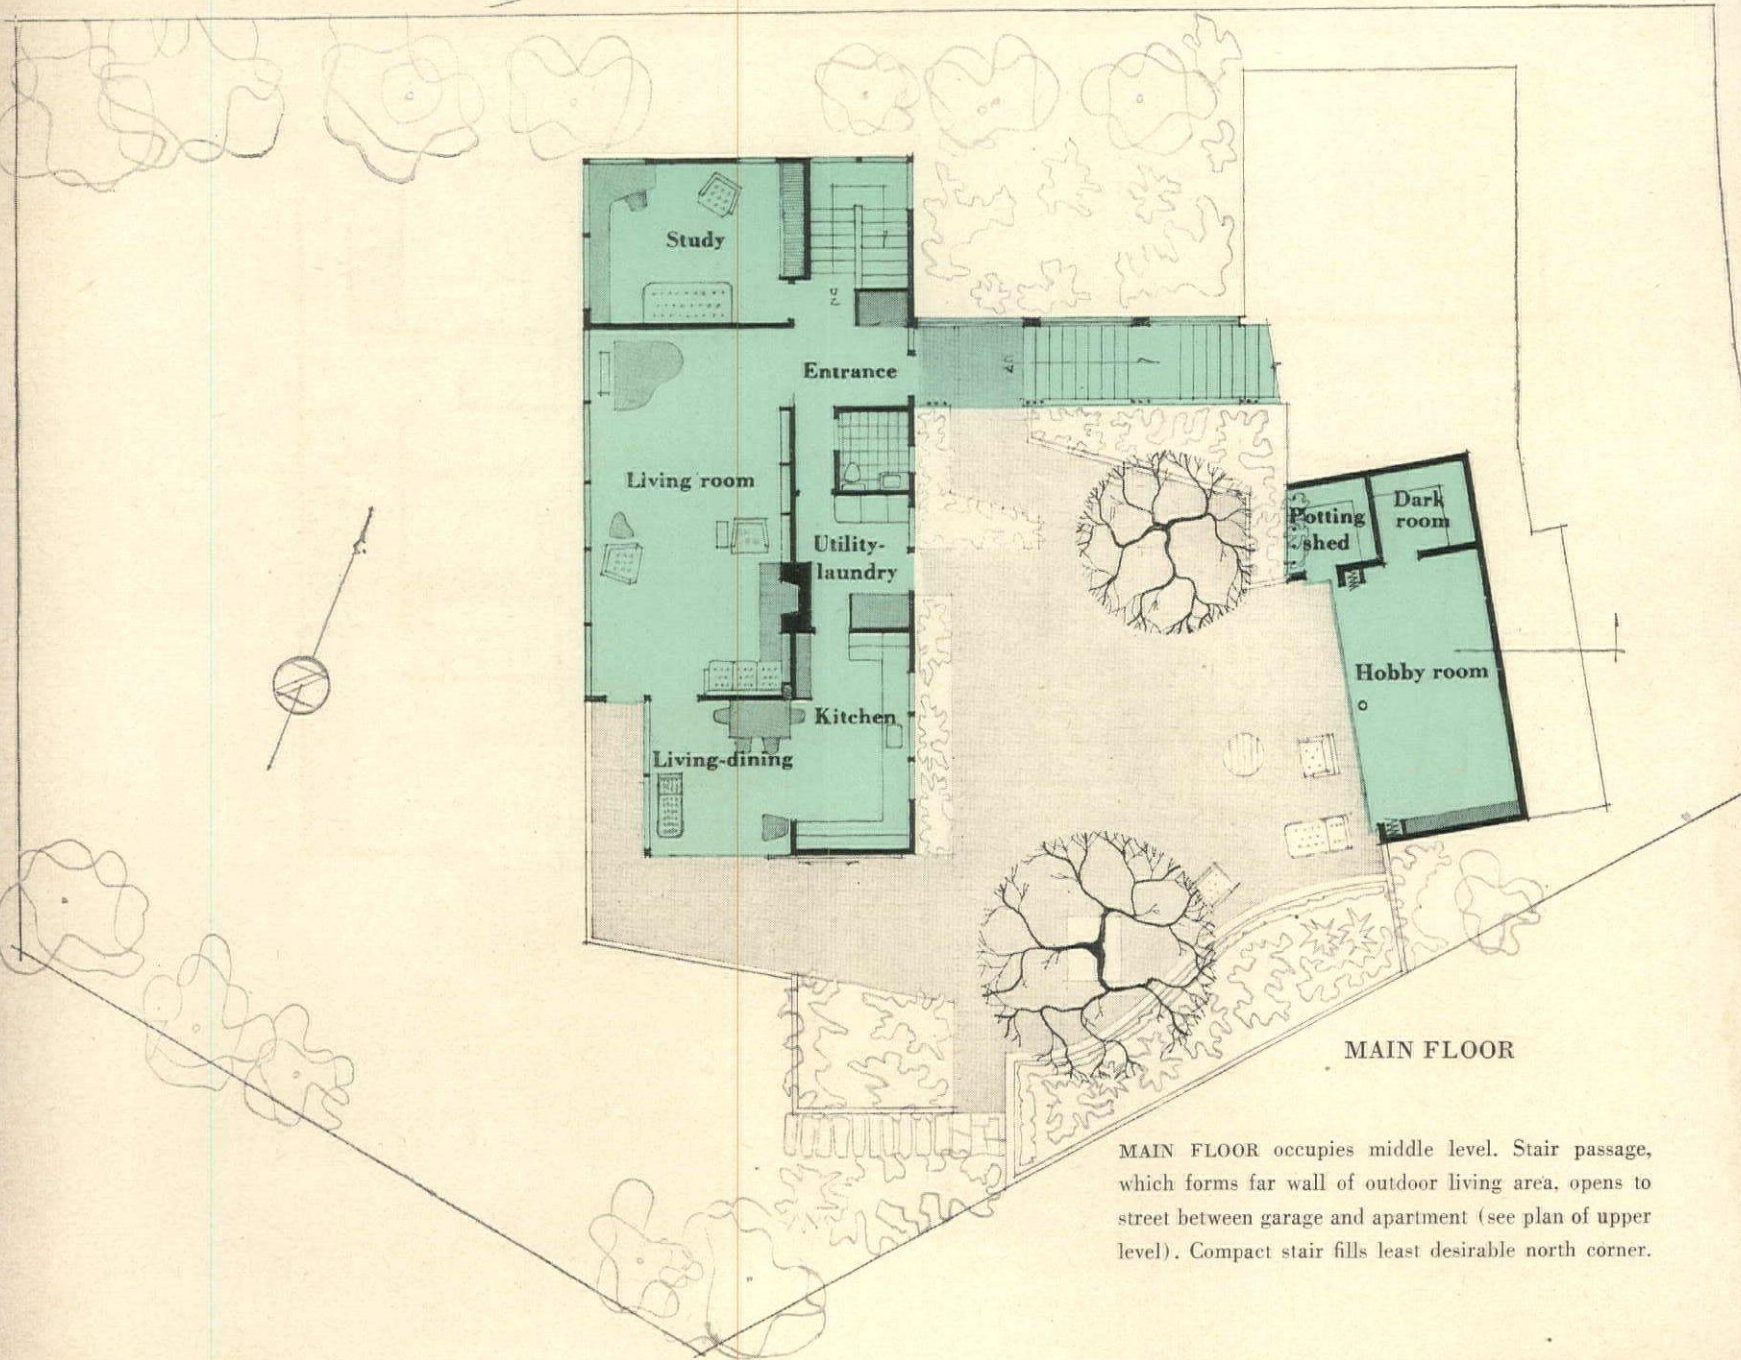 Study
Entrance
Living room
Utility-
laundry
Kitchen
Living-dining
Potting
shed
Dark
room
Hobby room
MAIN FLOOR
MAIN FLOOR occupies middle level. Stair passage,
which forms far wall of outdoor living area, opens to
street between garage and apartment (see plan of upper
level). Compact stair fills least desirable north corner.